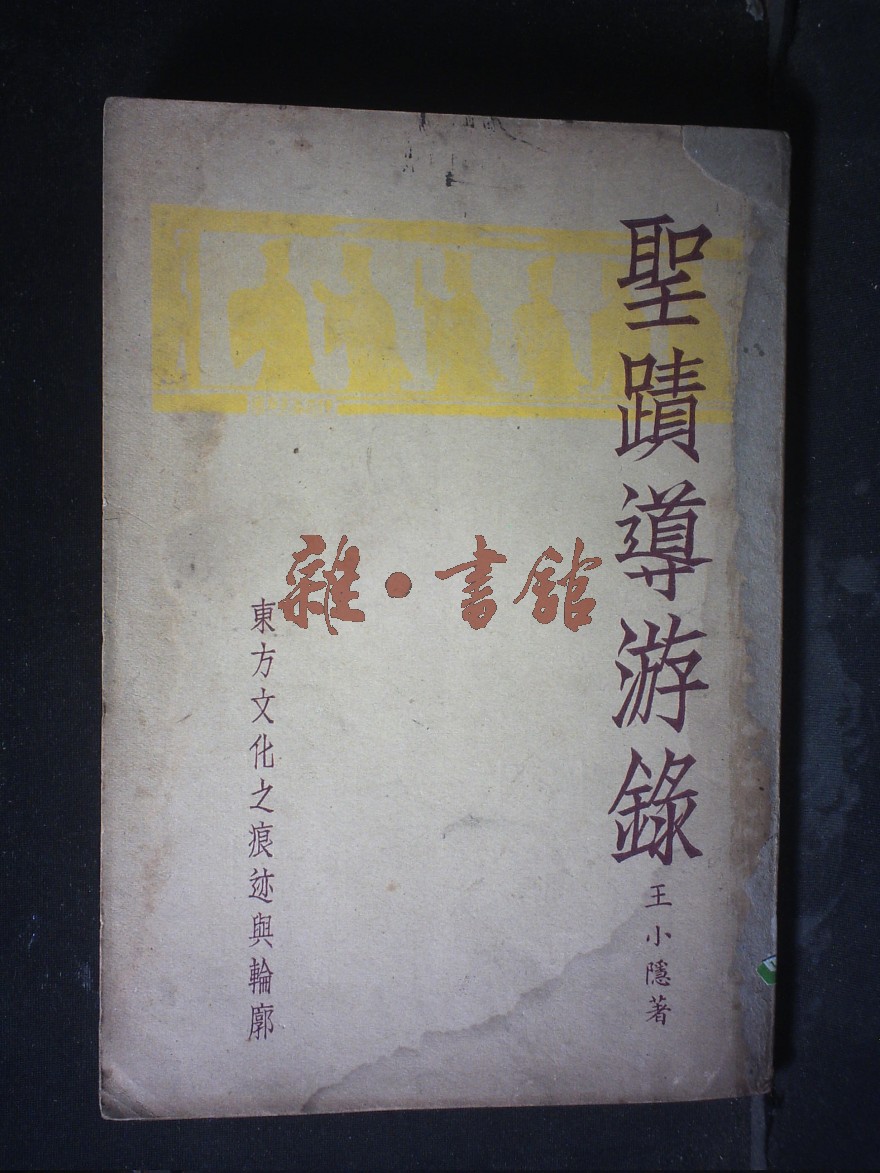 聖蹟導游錄
王小隱著
雜·書館
東方文化之痕迹與輪廓